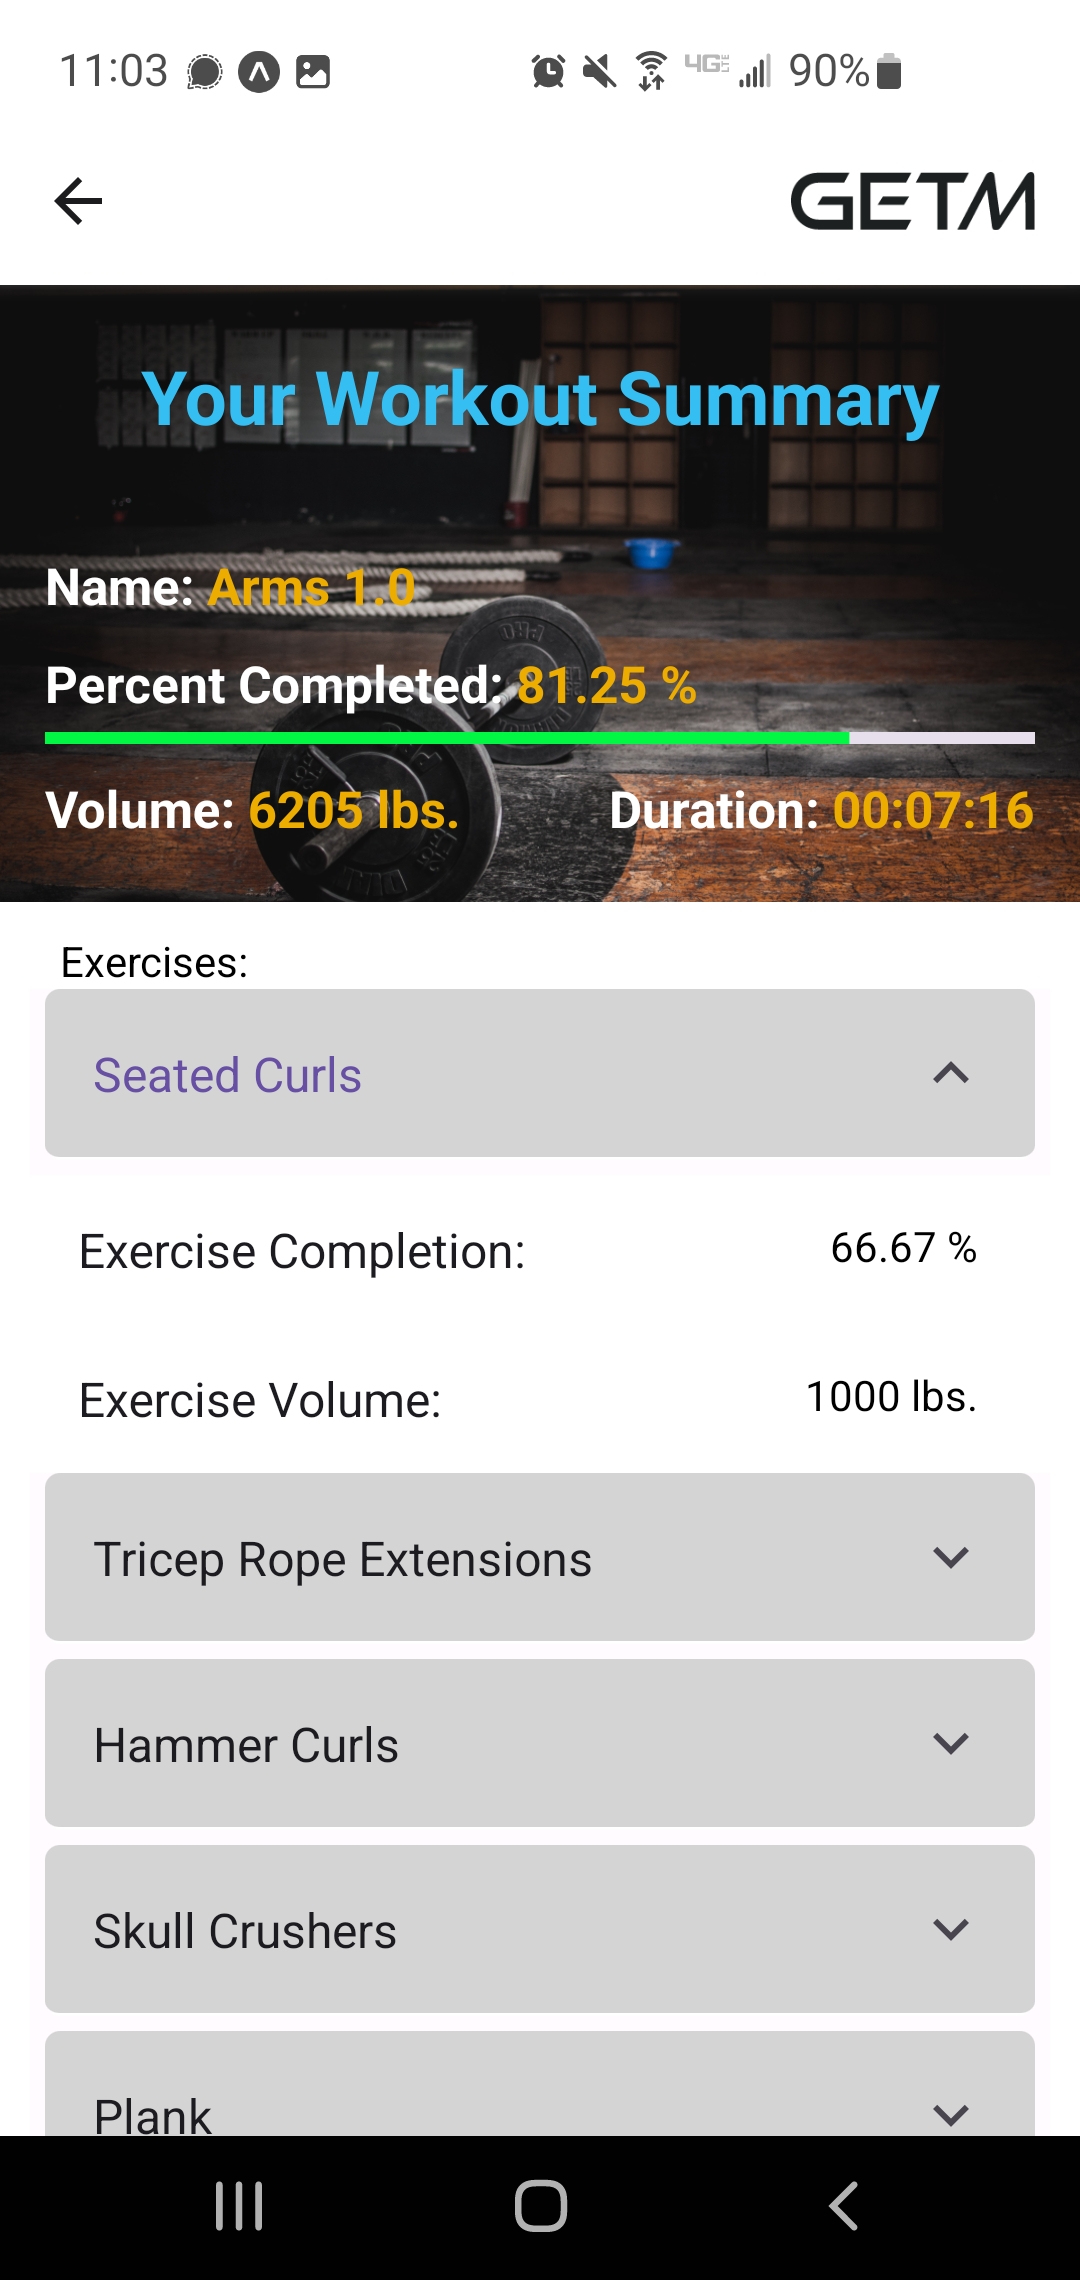 11:03 4G LTE 90%
GETM
Your Workout Summary
Name: Arms 1.0
Percent Completed: 81.25 %
Volume: 6205 lbs. Duration: 00:07:16
Exercises:
Seated Curls
Exercise Completion: 66.67 %
Exercise Volume: 1000 lbs.
Tricep Rope Extensions
Hammer Curls
Skull Crushers
Plank